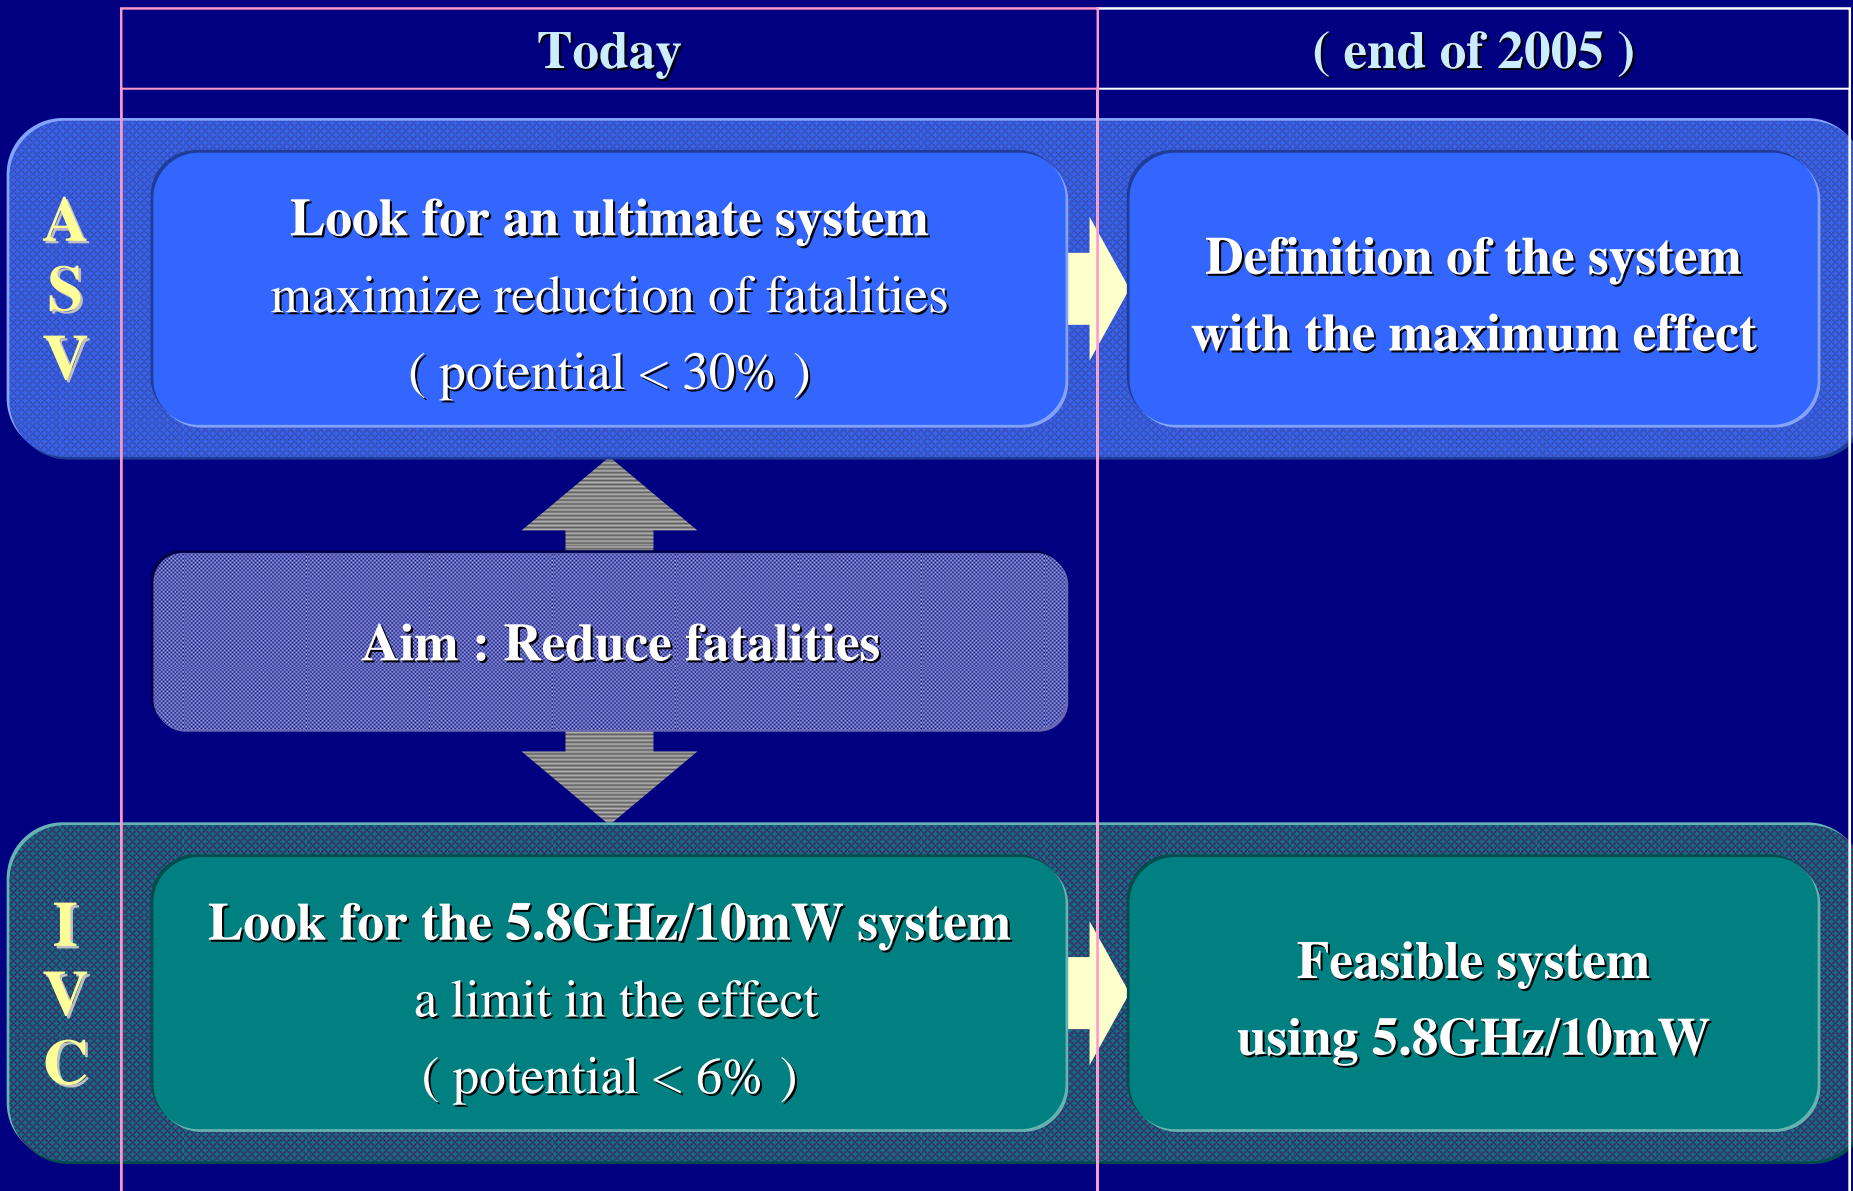 Today
( end of 2005 )
A
S
V
Look for an ultimate system
maximize reduction of fatalities
( potential < 30% )
Definition of the system
with the maximum effect
Aim : Reduce fatalities
I
V
C
Look for the 5.8GHz/10mW system
a limit in the effect
( potential < 6% )
Feasible system
using 5.8GHz/10mW